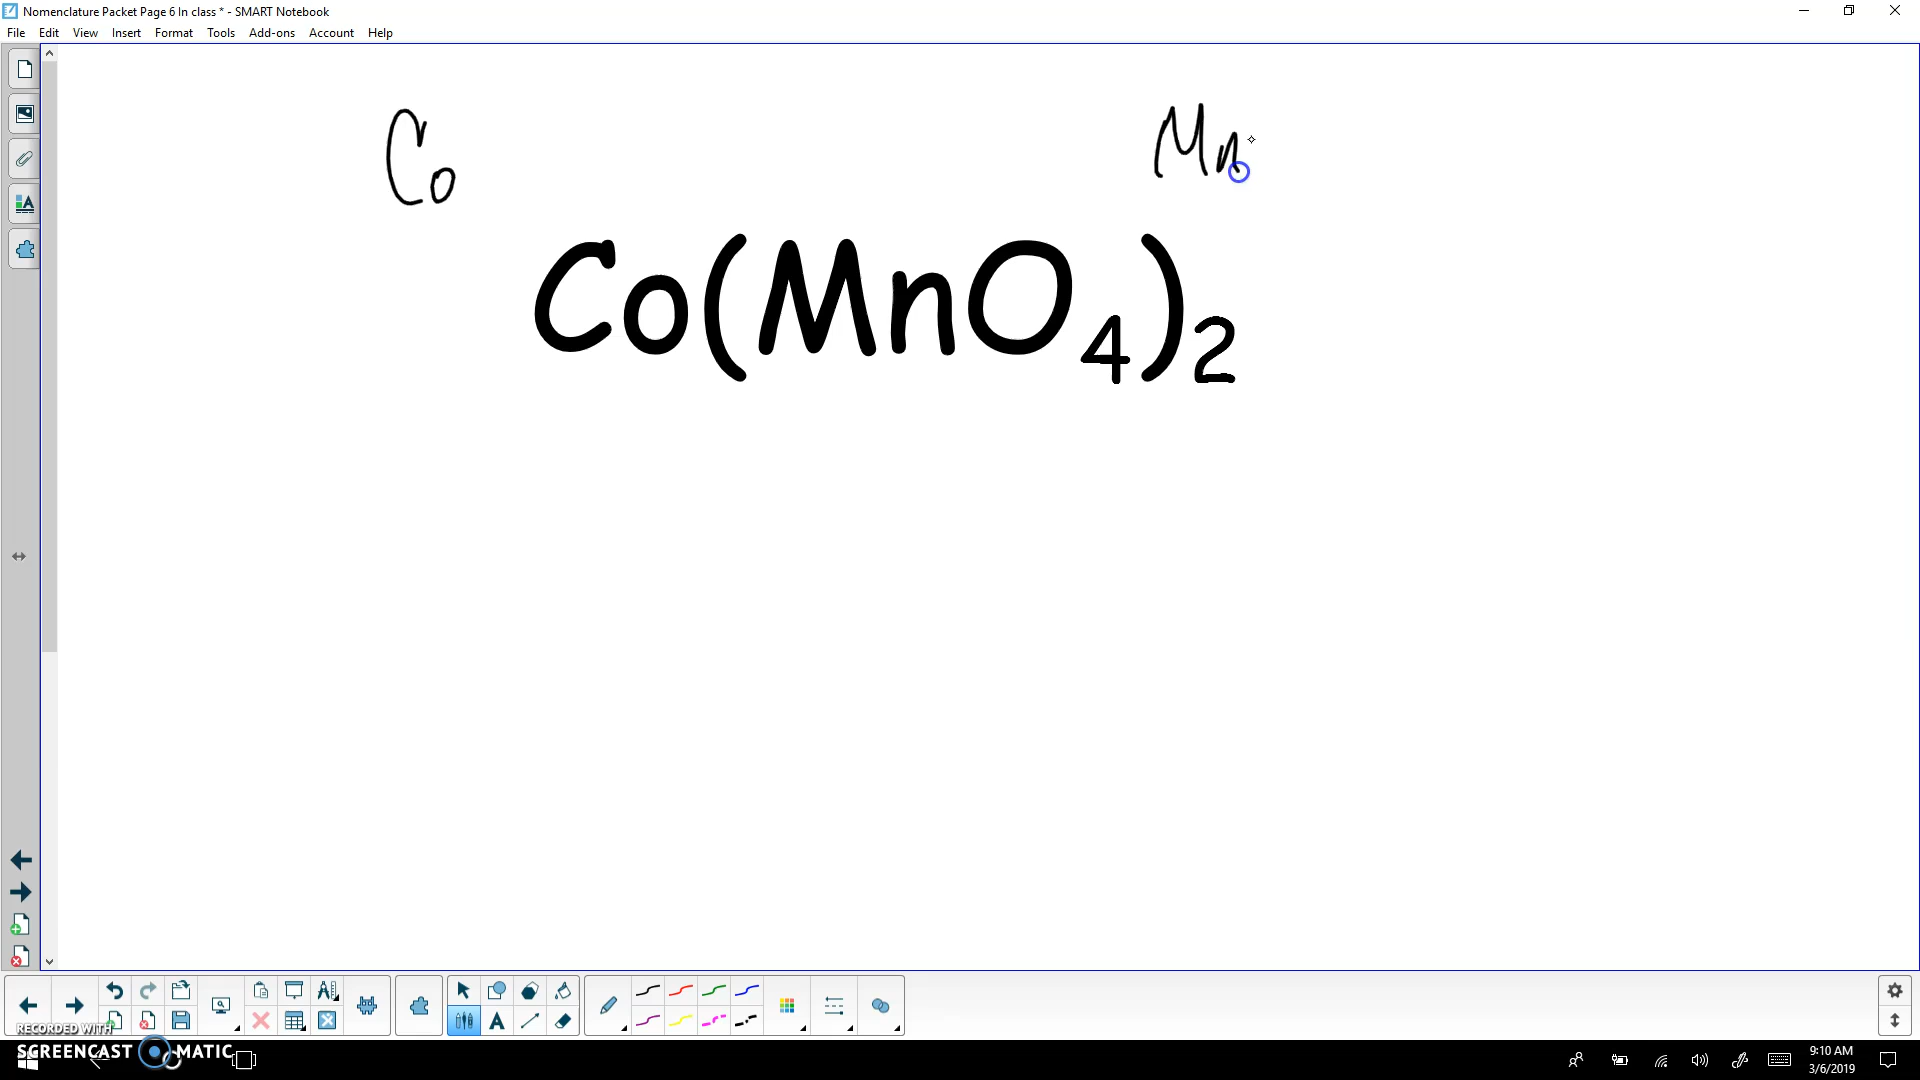 Nomenclature Packet Page 6 In class * - SMART Notebook
File Edit View Insert Format Tools Add-ons Account Help
Co Mn
Co(MnO₄)₂
RECORDED WITH
SCREENCAST MATIC
9:10 AM
3/6/2019